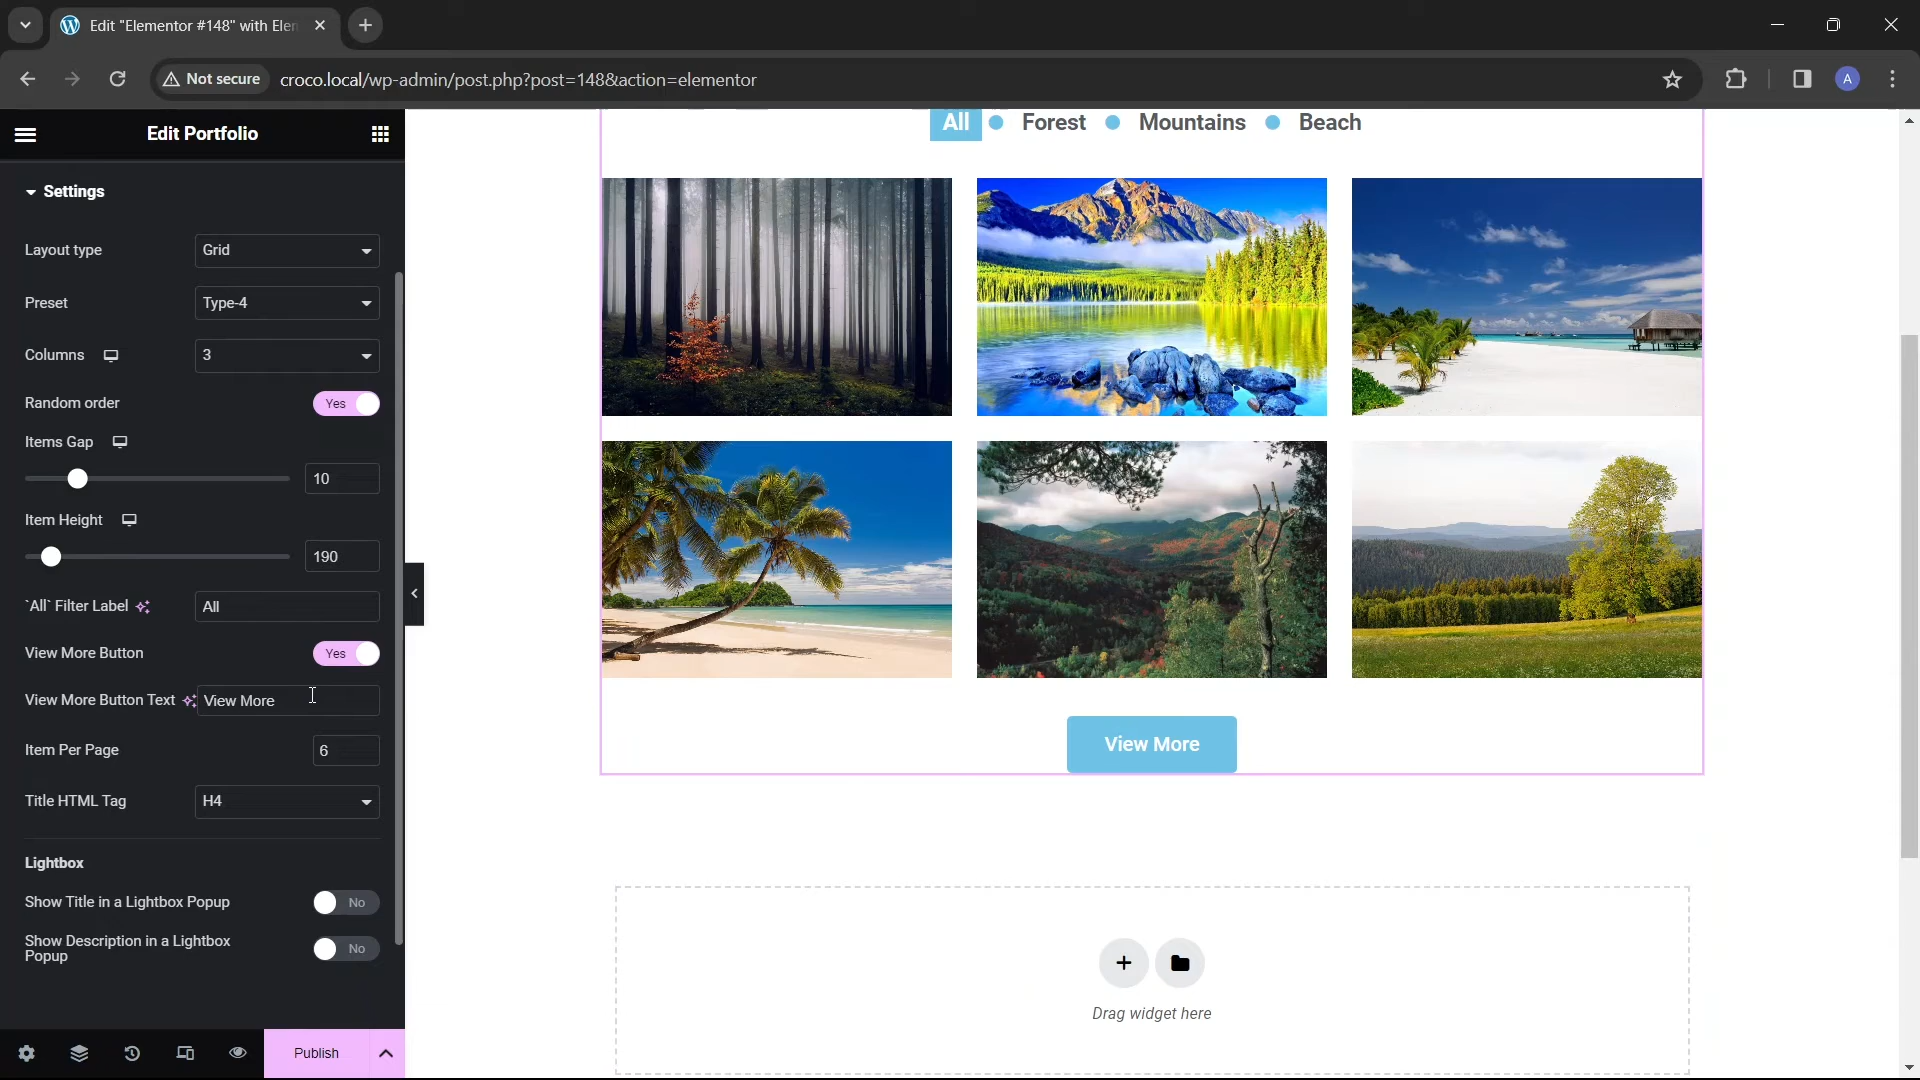 Edit "Elementor #148" with Eler
Not secure croco.local/wp-admin/post.php?post=148&action=elementor A
Edit Portfolio
Settings
Layout type Grid
Preset Type-4
Columns 3
Random order Yes
Items Gap
10
Item Height
190
`All` Filter Label All
View More Button Yes
View More Button Text View More
Item Per Page 6
Title HTML Tag H4
Lightbox
Show Title in a Lightbox Popup No
Show Description in a Lightbox
Popup No
Publish
All Forest Mountains Beach
View More
Drag widget here